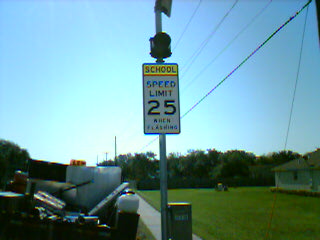 SCHOOL
SPEED
LIMIT
25
WHEN
FLASHING